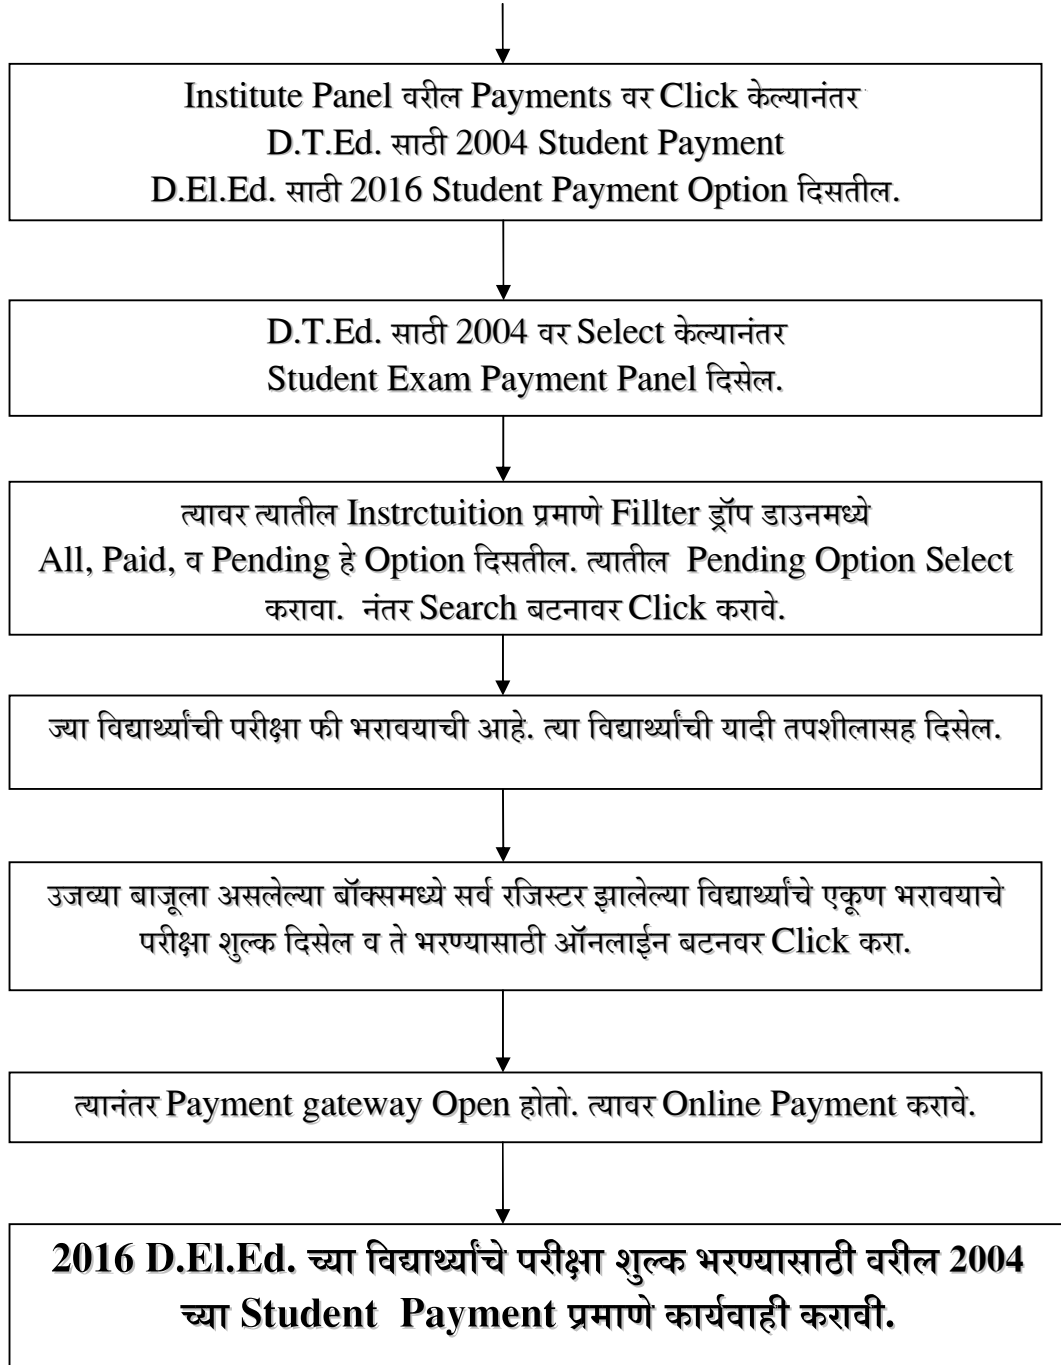 Institute Panel वरील Payments वर Click केल्यानंतर
D.T.Ed. साठी 2004 Student Payment
D.El.Ed. साठी 2016 Student Payment Option दिसतील.
D.T.Ed. साठी 2004 वर Select केल्यानंतर
Student Exam Payment Panel दिसेल.
त्यावर त्यातील Instrctuition प्रमाणे Fillter ड्रॉप डाउनमध्ये
All, Paid, व Pending हे Option दिसतील. त्यातील Pending Option Select
करावा. नंतर Search बटनावर Click करावे.
ज्या विद्यार्थ्यांची परीक्षा फी भरावयाची आहे. त्या विद्यार्थ्यांची यादी तपशीलासह दिसेल.
उजव्या बाजूला असलेल्या बॉक्समध्ये सर्व रजिस्टर झालेल्या विद्यार्थ्यांचे एकूण भरावयाचे
परीक्षा शुल्क दिसेल व ते भरण्यासाठी ऑनलाईन बटनवर Click करा.
त्यानंतर Payment gateway Open होतो. त्यावर Online Payment करावे.
2016 D.El.Ed. च्या विद्यार्थ्यांचे परीक्षा शुल्क भरण्यासाठी वरील 2004
च्या Student Payment प्रमाणे कार्यवाही करावी.